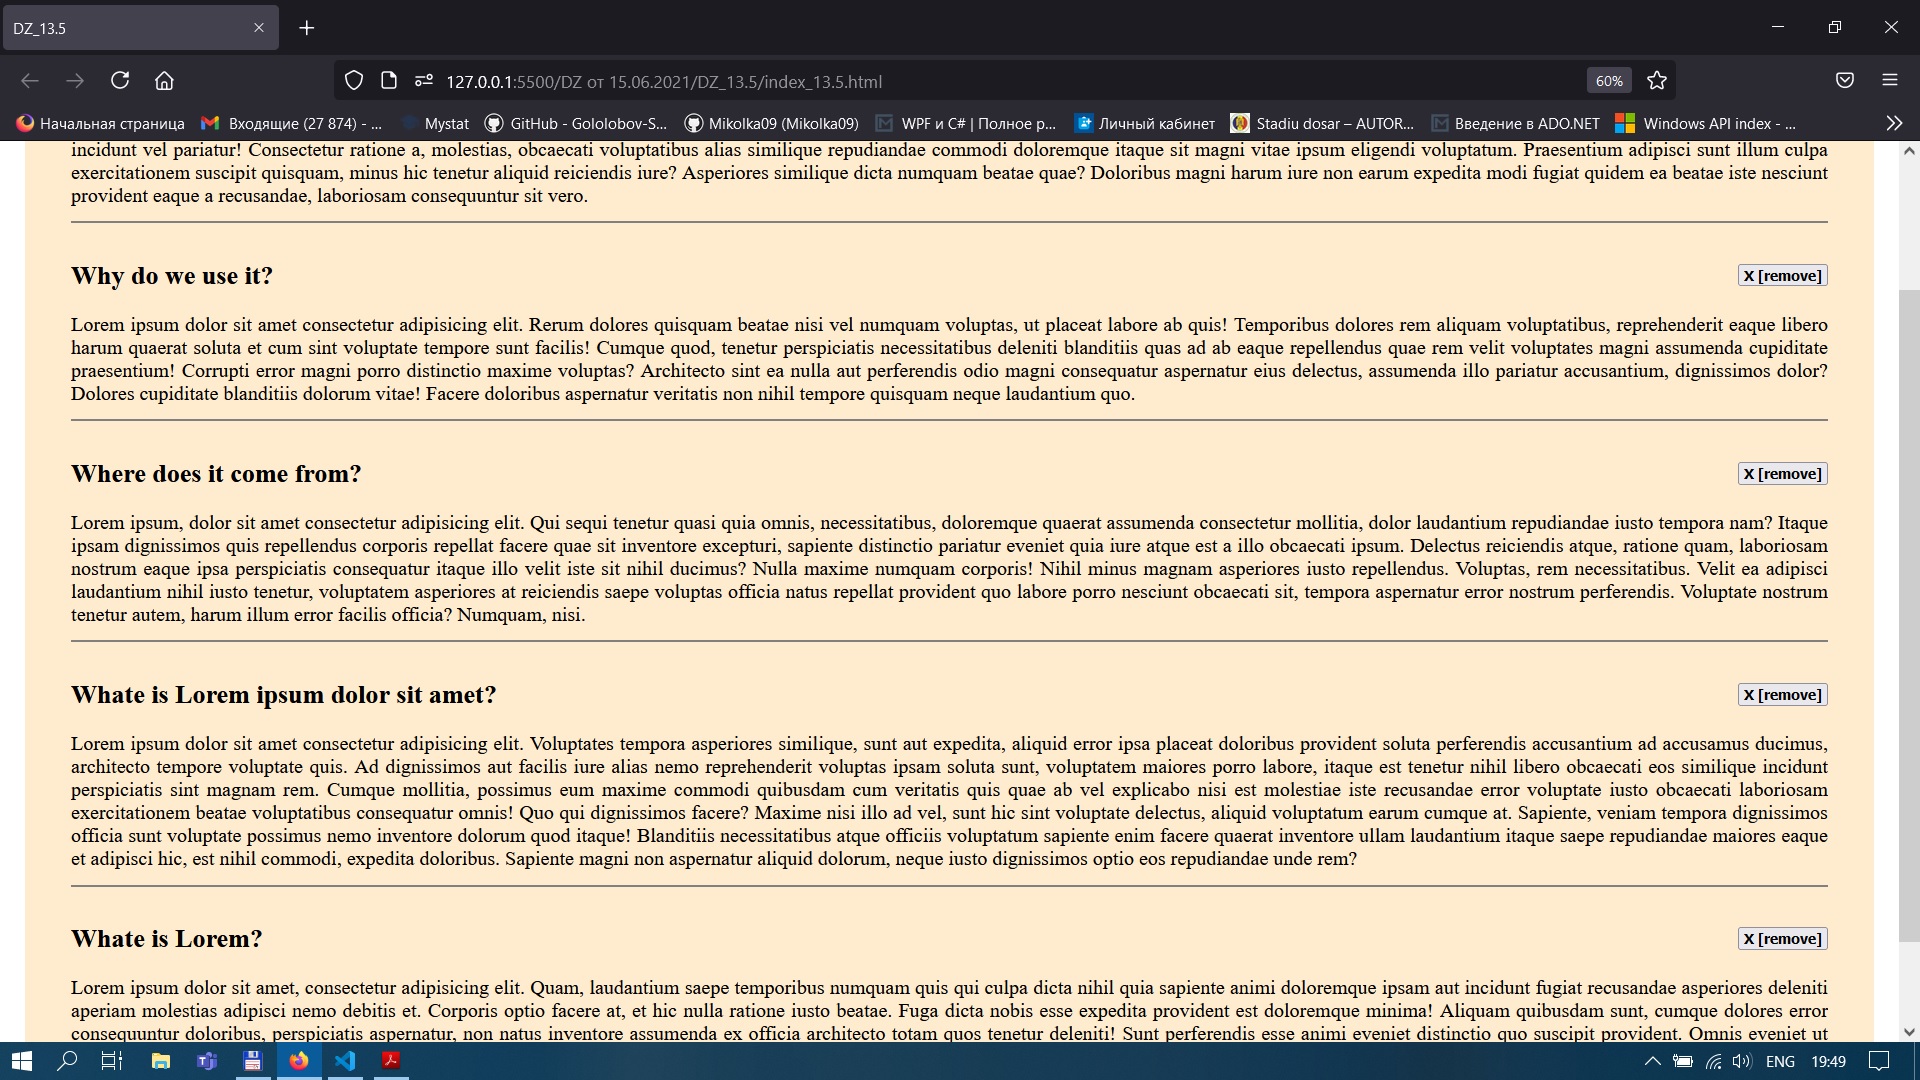 DZ_13.5
127.0.0.1:5500/DZ от 15.06.2021/DZ_13.5/index_13.5.html
60%
Начальная страница
Входящие (27 874) - ...
Mystat
GitHub - Gololobov-S...
Mikolka09 (Mikolka09)
WPF и C# | Полное р...
Личный кабинет
Stadiu dosar – AUTOR...
Введение в ADO.NET
Windows API index - ...
incidunt vel pariatur! Consectetur ratione a, molestias, obcaecati voluptatibus alias similique repudiandae commodi doloremque itaque sit magni vitae ipsum eligendi voluptatum. Praesentium adipisci sunt illum culpa
exercitationem suscipit quisquam, minus hic tenetur aliquid reiciendis iure? Asperiores similique dicta numquam beatae quae? Doloribus magni harum iure non earum expedita modi fugiat quidem ea beatae iste nesciunt
provident eaque a recusandae, laboriosam consequuntur sit vero.
Why do we use it?
X [remove]
Lorem ipsum dolor sit amet consectetur adipisicing elit. Rerum dolores quisquam beatae nisi vel numquam voluptas, ut placeat labore ab quis! Temporibus dolores rem aliquam voluptatibus, reprehenderit eaque libero
harum quaerat soluta et cum sint voluptate tempore sunt facilis! Cumque quod, tenetur perspiciatis necessitatibus deleniti blanditiis quas ad ab eaque repellendus quae rem velit voluptates magni assumenda cupiditate
praesentium! Corrupti error magni porro distinctio maxime voluptas? Architecto sint ea nulla aut perferendis odio magni consequatur aspernatur eius delectus, assumenda illo pariatur accusantium, dignissimos dolor?
Dolores cupiditate blanditiis dolorum vitae! Facere doloribus aspernatur veritatis non nihil tempore quisquam neque laudantium quo.
Where does it come from?
X [remove]
Lorem ipsum, dolor sit amet consectetur adipisicing elit. Qui sequi tenetur quasi quia omnis, necessitatibus, doloremque quaerat assumenda consectetur mollitia, dolor laudantium repudiandae iusto tempora nam? Itaque
ipsam dignissimos quis repellendus corporis repellat facere quae sit inventore excepturi, sapiente distinctio pariatur eveniet quia iure atque est a illo obcaecati ipsum. Delectus reiciendis atque, ratione quam, laboriosam
nostrum eaque ipsa perspiciatis consequatur itaque illo velit iste sit nihil ducimus? Nulla maxime numquam corporis! Nihil minus magnam asperiores iusto repellendus. Voluptas, rem necessitatibus. Velit ea adipisci
laudantium nihil iusto tenetur, voluptatem asperiores at reiciendis saepe voluptas officia natus repellat provident quo labore porro nesciunt obcaecati sit, tempora aspernatur error nostrum perferendis. Voluptate nostrum
tenetur autem, harum illum error facilis officia? Numquam, nisi.
Whate is Lorem ipsum dolor sit amet?
X [remove]
Lorem ipsum dolor sit amet consectetur adipisicing elit. Voluptates tempora asperiores similique, sunt aut expedita, aliquid error ipsa placeat doloribus provident soluta perferendis accusantium ad accusamus ducimus,
architecto tempore voluptate quis. Ad dignissimos aut facilis iure alias nemo reprehenderit voluptas ipsam soluta sunt, voluptatem maiores porro labore, itaque est tenetur nihil libero obcaecati eos similique incidunt
perspiciatis sint magnam rem. Cumque mollitia, possimus eum maxime commodi quibusdam cum veritatis quis quae ab vel explicabo nisi est molestiae iste recusandae error voluptate iusto obcaecati laboriosam
exercitationem beatae voluptatibus consequatur omnis! Quo qui dignissimos facere? Maxime nisi illo ad vel, sunt hic sint voluptate delectus, aliquid voluptatum earum cumque at. Sapiente, veniam tempora dignissimos
officia sunt voluptate possimus nemo inventore dolorum quod itaque! Blanditiis necessitatibus atque officiis voluptatum sapiente enim facere quaerat inventore ullam laudantium itaque saepe repudiandae maiores eaque
et adipisci hic, est nihil commodi, expedita doloribus. Sapiente magni non aspernatur aliquid dolorum, neque iusto dignissimos optio eos repudiandae unde rem?
Whate is Lorem?
X [remove]
Lorem ipsum dolor sit amet, consectetur adipisicing elit. Quam, laudantium saepe temporibus numquam quis qui culpa dicta nihil quia sapiente animi doloremque ipsam aut incidunt fugiat recusandae asperiores deleniti
aperiam molestias adipisci nemo debitis et. Corporis optio facere at, et hic nulla ratione iusto beatae. Fuga dicta nobis esse expedita provident est doloremque minima! Aliquam quibusdam sunt, cumque dolores error
consequuntur doloribus, perspiciatis aspernatur, non natus inventore assumenda ex officia architecto totam quos tenetur deleniti! Sunt perferendis esse animi eveniet distinctio quo suscipit provident. Omnis eveniet ut
ENG
19:49